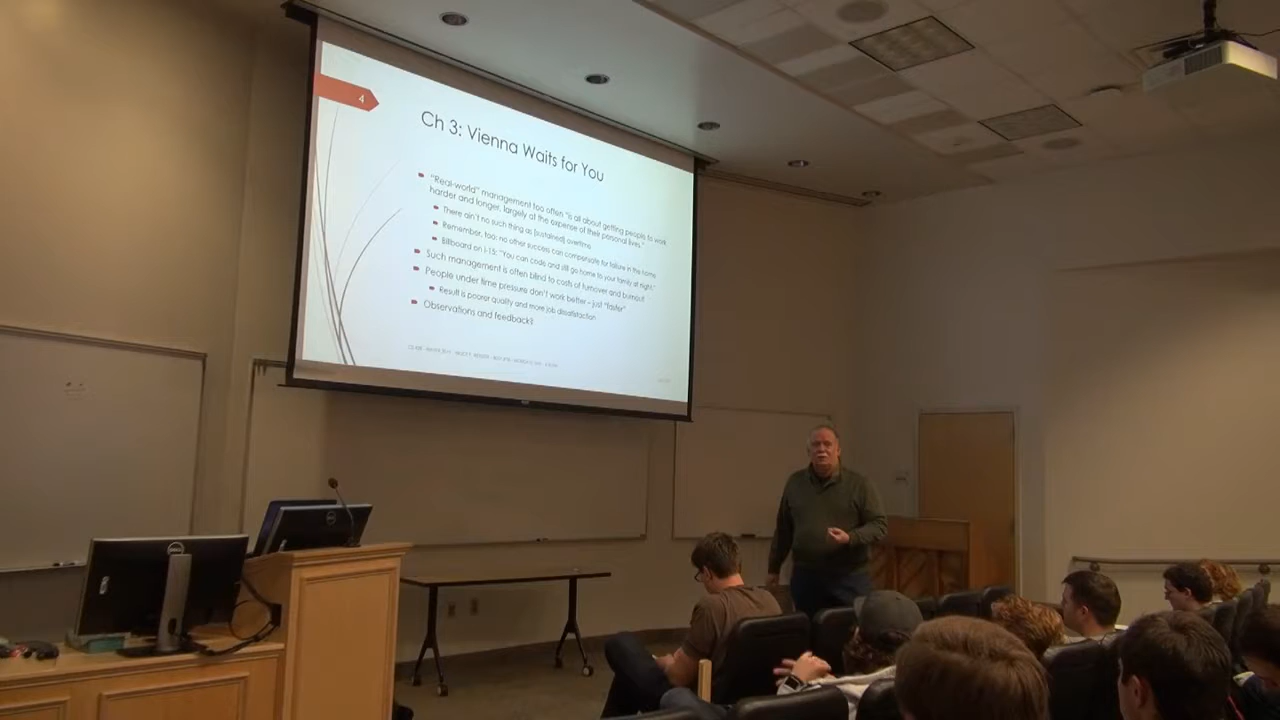 4
Ch 3: Vienna Waits for You
"Real-world" management too often "is all about getting people to work
harder and longer, largely at the expense of their personal lives."
There ain't no such thing as [sustained] overtime
Remember, too: no other success can compensate for failure in the home
Billboard on I-15: "You can code and still go home to your family at night."
Such management is often blind to costs of turnover and burnout
People under time pressure don't work better – just "faster"
Result is poorer quality and more job dissatisfaction
Observations and feedback?
DELL